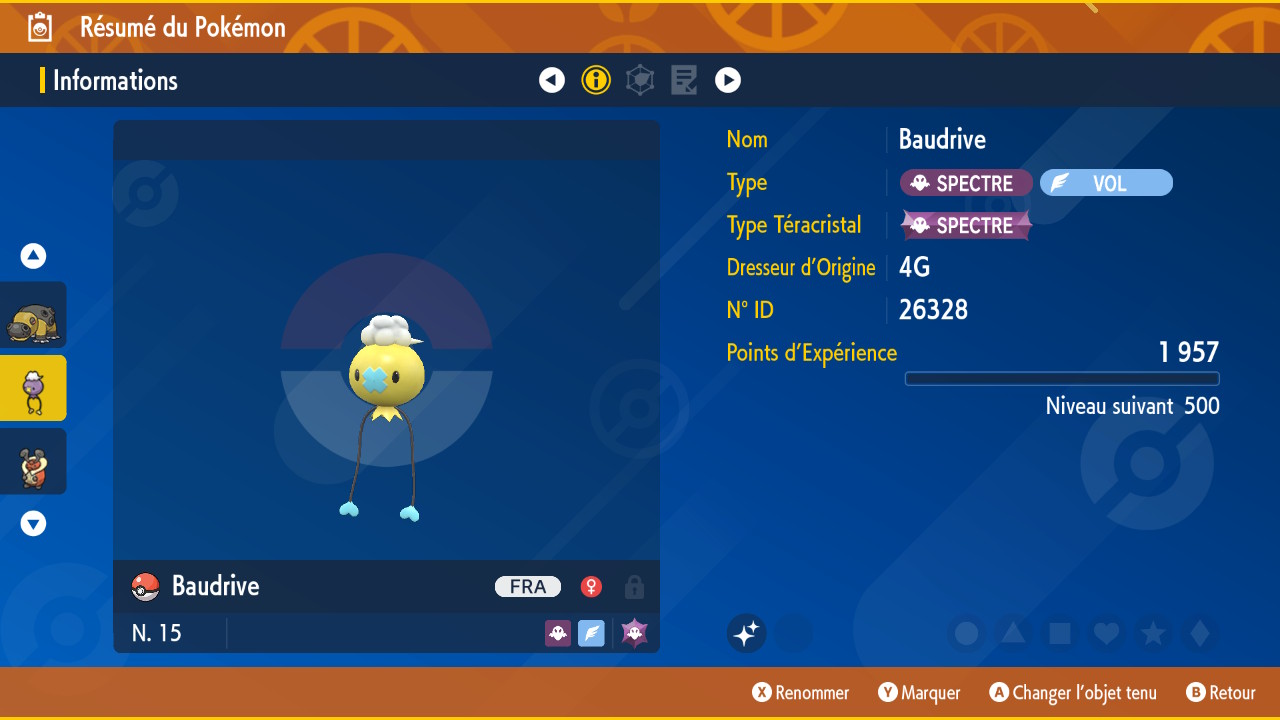 Résumé du Pokémon
Informations
Nom Baudrive
Type SPECTRE VOL
Type Téracristal SPECTRE
Dresseur d'Origine 4G
N° ID 26328
Points d'Expérience 1 957
Niveau suivant 500
Baudrive FRA
N. 15
X Renommer Y Marquer A Changer l'objet tenu B Retour